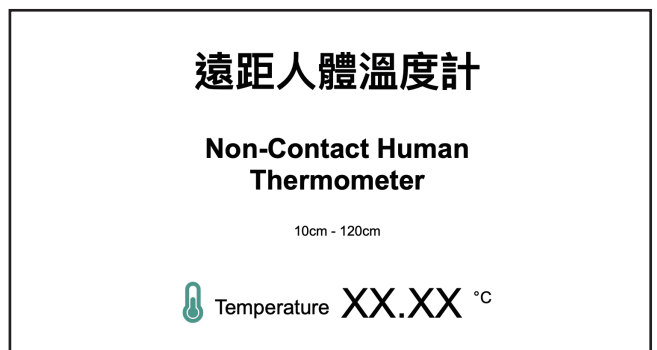 遠距人體溫度計
Non-Contact Human
Thermometer
10cm - 120cm
Temperature XX.XX °C